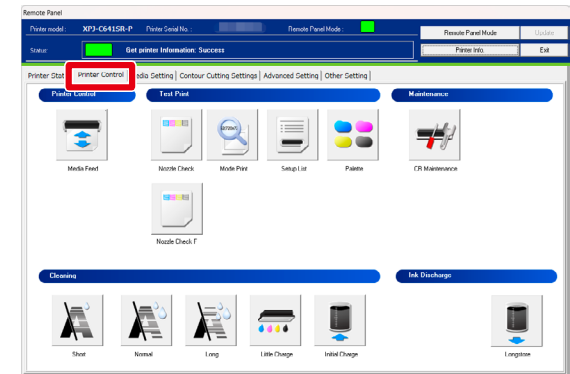 Remote Panel
Printer model : XPJ-C641SR-P Printer Serial No. : Remote Panel Mode :
Remote Panel Mode Update
Status: Get printer Information: Success
Printer Info. Exit
Printer Stat Printer Control dia Setting Contour Cutting Settings Advanced Setting Other Setting
Printer Control Test Print Maintenance
Media Feed Nozzle Check Mode Print Setup List Palette CR Maintenance
Nozzle Check F
Cleaning Ink Discharge
Short Normal Long Little Charge Initial Charge Longstore